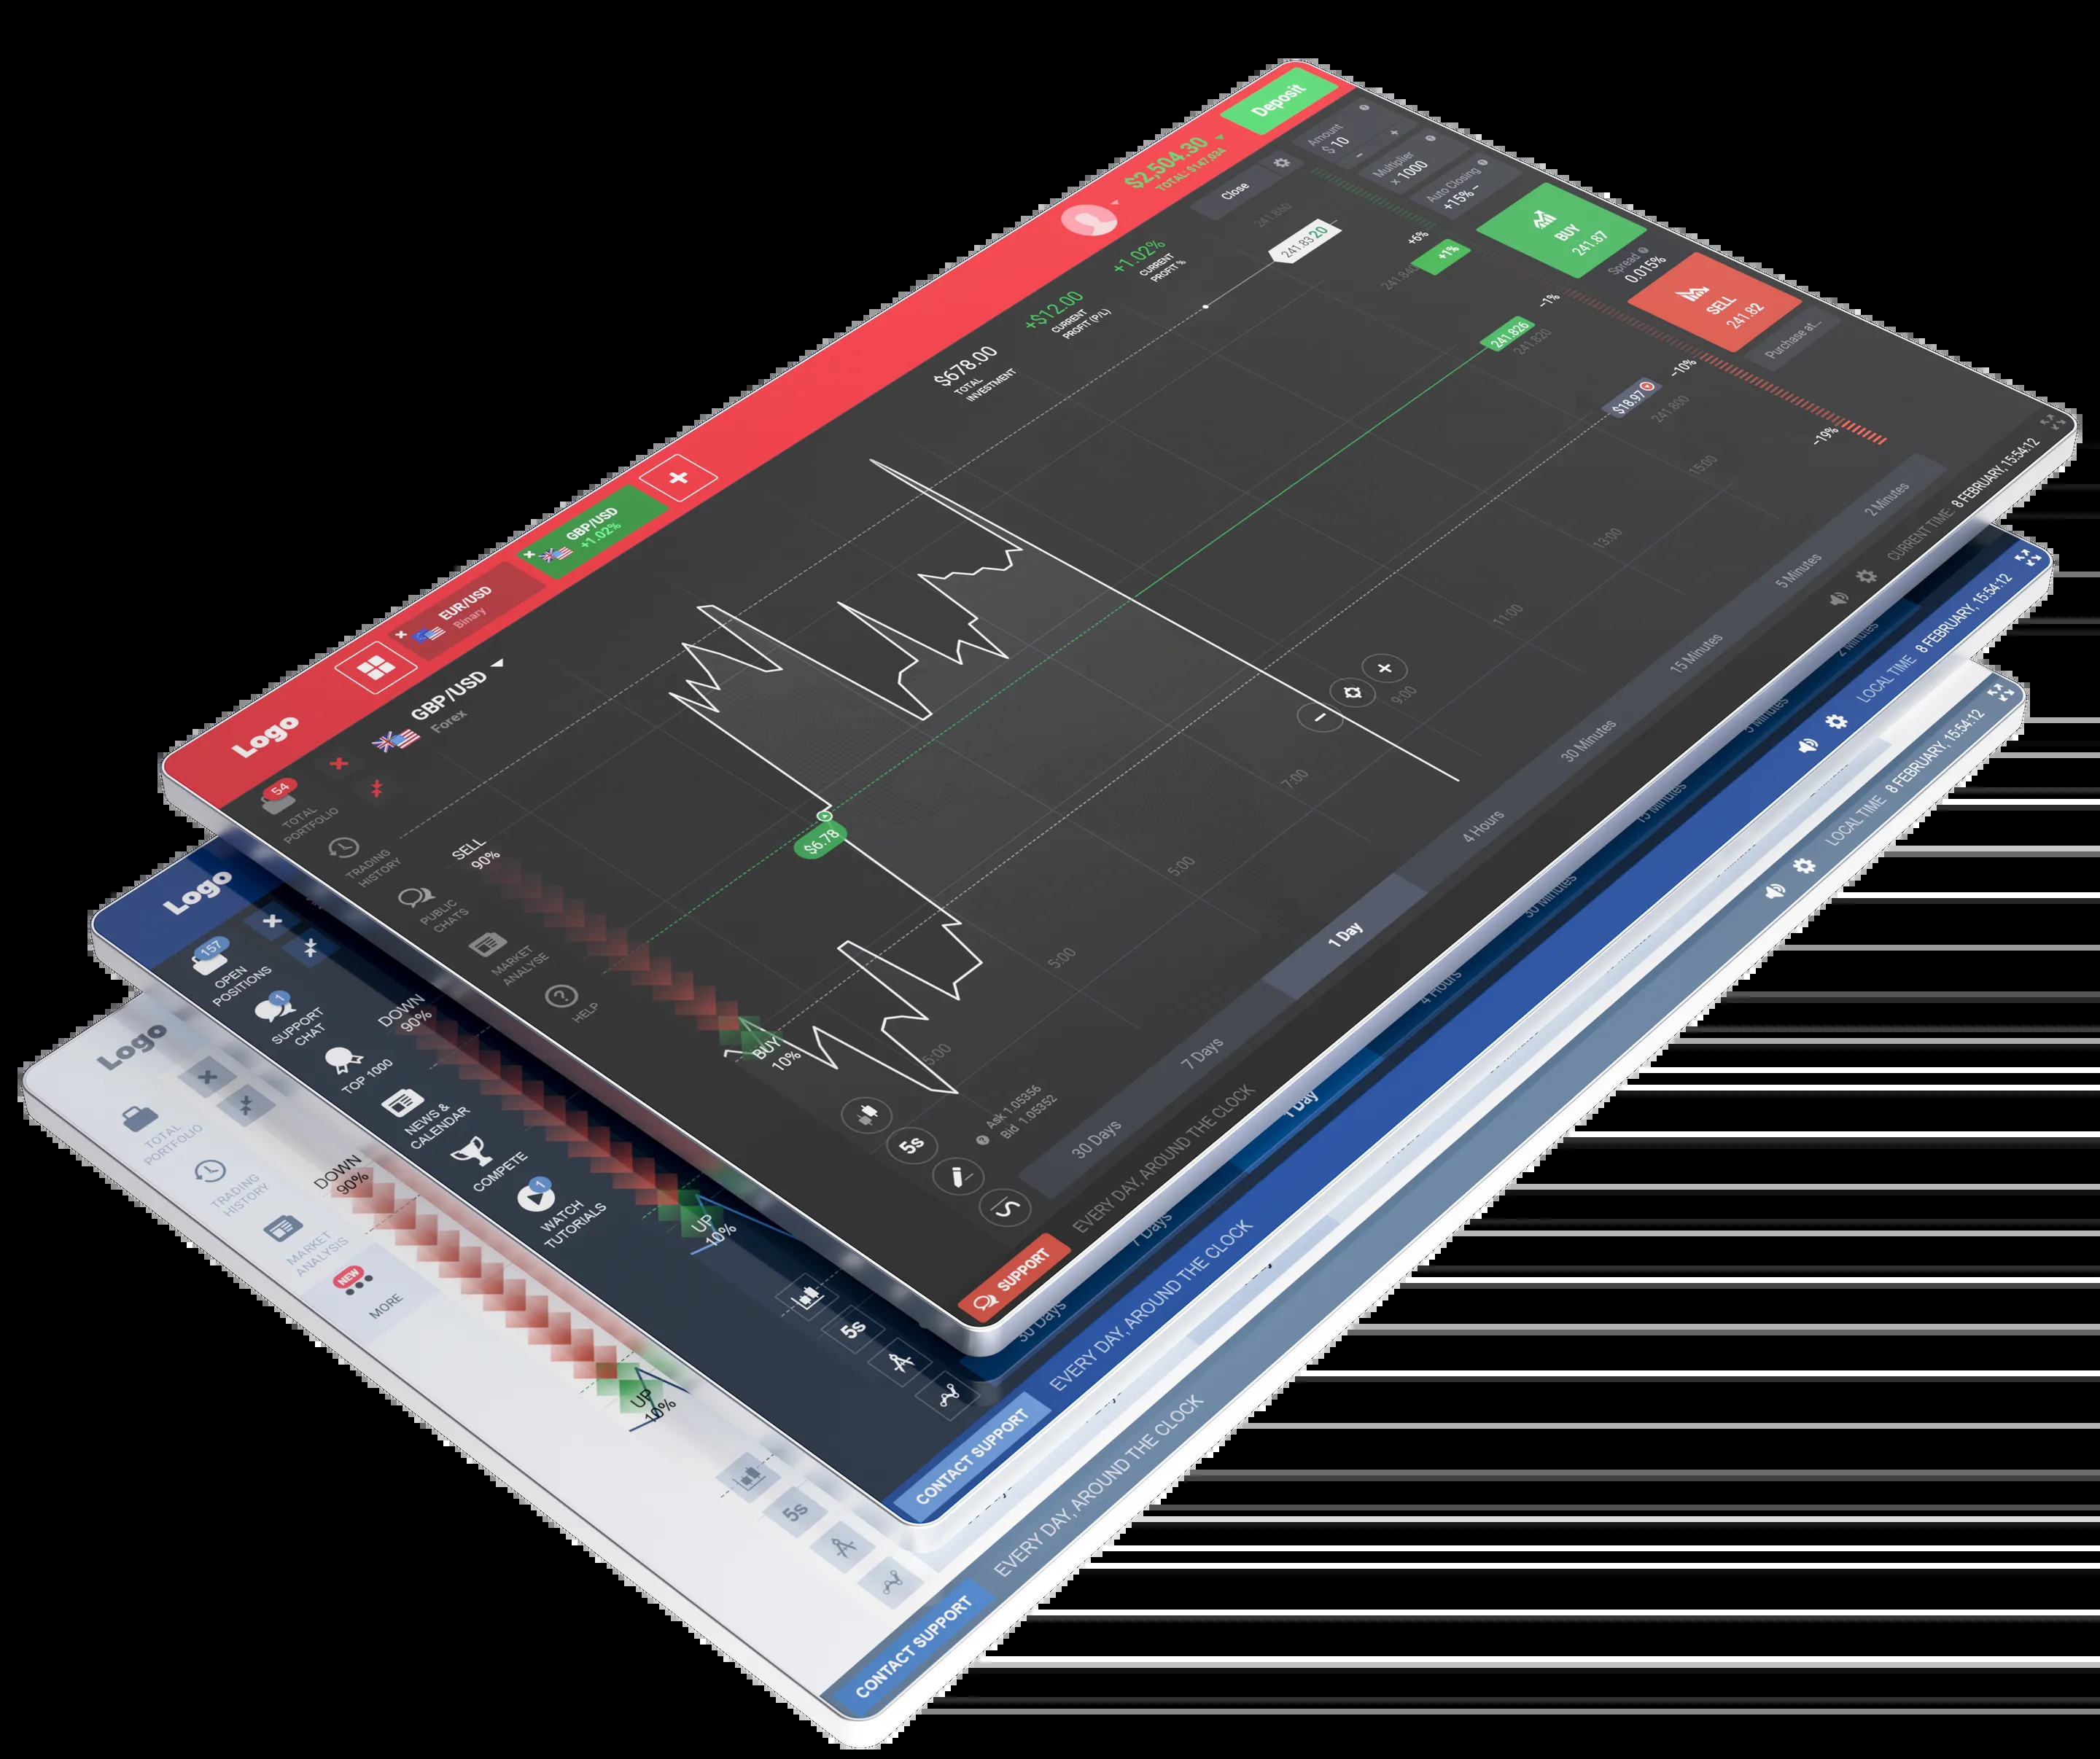 Logo
EUR/USD
Binary
GBP/USD
+1.02%
$2,504.30
TOTAL $147,034
Deposit
54
TOTAL
PORTFOLIO
TRADING
HISTORY
PUBLIC
CHATS
MARKET
ANALYSE
HELP
GBP/USD
Forex
$678.00
TOTAL
INVESTMENT
+$12.00
CURRENT
PROFIT (P/L)
+1.02%
CURRENT
PROFIT %
Close
Amount
$ 10
Multiplier
x 1000
Auto Closing
+15%
BUY
241.87
Spread
0.015%
SELL
241.82
Purchase at...
241.860
241.83 20
+6%
+1%
241.826
241.820
-1%
$18.97
241.800
-10%
-19%
SELL
90%
BUY
10%
$6.78
5:00
5:00
7:00
9:00
11:00
13:00
15:00
5s
Ask 1.05356
Bid 1.05352
30 Days
7 Days
1 Day
4 Hours
30 Minutes
15 Minutes
5 Minutes
2 Minutes
SUPPORT
EVERY DAY, AROUND THE CLOCK
CURRENT TIME: 8 FEBRUARY, 15:54:12
Logo
157
OPEN
POSITIONS
1
SUPPORT
CHAT
TOP 1000
NEWS &
CALENDAR
COMPETE
1
WATCH
TUTORIALS
DOWN
90%
UP
10%
5s
30 Days
7 Days
1 Day
4 Hours
30 Minutes
15 Minutes
2 Minutes
CONTACT SUPPORT
EVERY DAY, AROUND THE CLOCK
LOCAL TIME 8 FEBRUARY, 15:54:12
Logo
TOTAL
PORTFOLIO
TRADING
HISTORY
MARKET
ANALYSIS
NEW
MORE
DOWN
90%
UP
10%
5s
CONTACT SUPPORT
EVERY DAY, AROUND THE CLOCK
LOCAL TIME 8 FEBRUARY, 15:54:12